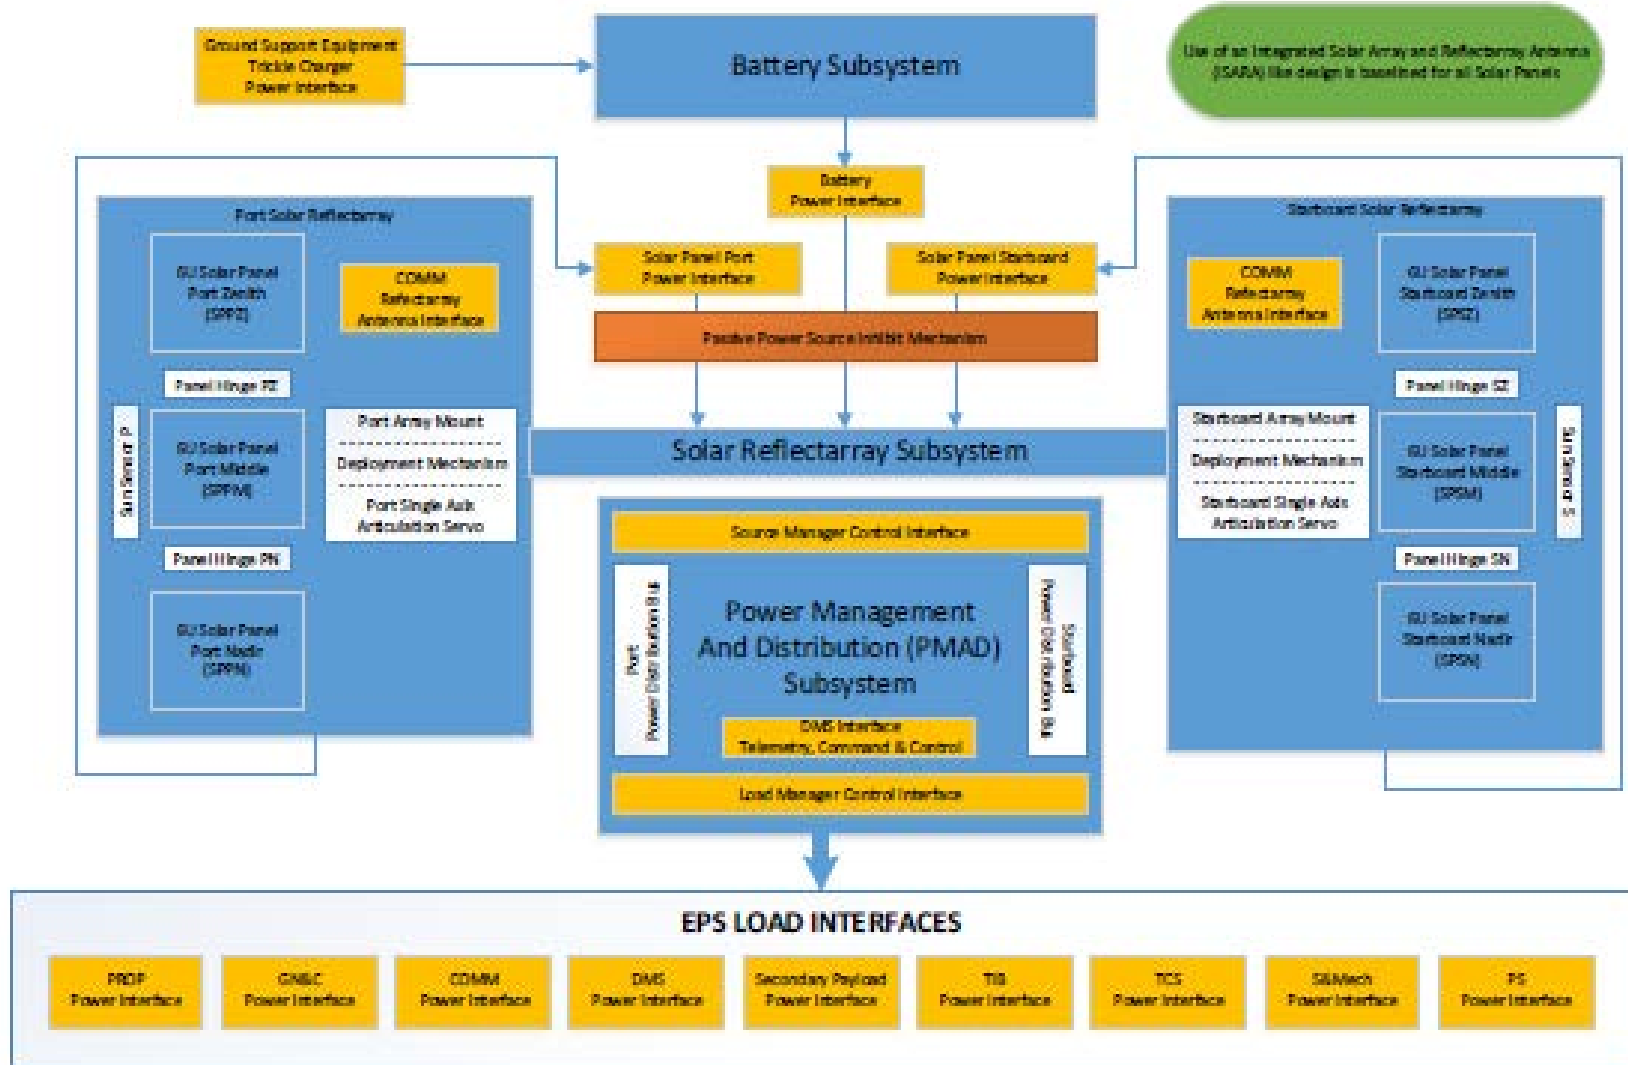 Ground Support Equipment
Trickle Charger
Power Interface
Battery Subsystem
Use of an Integrated Solar Array and Reflectarray Antenna
(ISARA) like design is baselined for all Solar Panels
Battery
Power Interface
Port Solar Reflectarray
Starboard Solar Reflectarray
6U Solar Panel
Port Zenith
(SPPZ)
COMM
Refectarray
Antenna Interface
Solar Panel Port
Power Interface
Solar Panel Starboard
Power Interface
COMM
Refectarray
Antenna Interface
6U Solar Panel
Starboard Zenith
(SPSZ)
Passive Power Source Inhibit Mechanism
Panel Hinge PZ
Panel Hinge SZ
Sun Sensor P
6U Solar Panel
Port Middle
(SPPM)
Port Array Mount
Deployment Mechanism
Port Single Axis
Articulation Servo
Solar Reflectarray Subsystem
Starboard Array Mount
Deployment Mechanism
Starboard Single Axis
Articulation Servo
6U Solar Panel
Starboard Middle
(SPSM)
Sun Sensor S
Panel Hinge PN
Panel Hinge SN
6U Solar Panel
Port Nadir
(SPPN)
6U Solar Panel
Starboard Nadir
(SPSN)
Source Manager Control Interface
Port
Power Distribution Bus
Power Management
And Distribution (PMAD)
Subsystem
Starboard
Power Distribution Bus
DMS Interface
Telemetry, Command & Control
Load Manager Control Interface
EPS LOAD INTERFACES
PROP
Power Interface
GN&C
Power Interface
COMM
Power Interface
DMS
Power Interface
Secondary Payload
Power Interface
TIB
Power Interface
TCS
Power Interface
S&Mech
Power Interface
PS
Power Interface